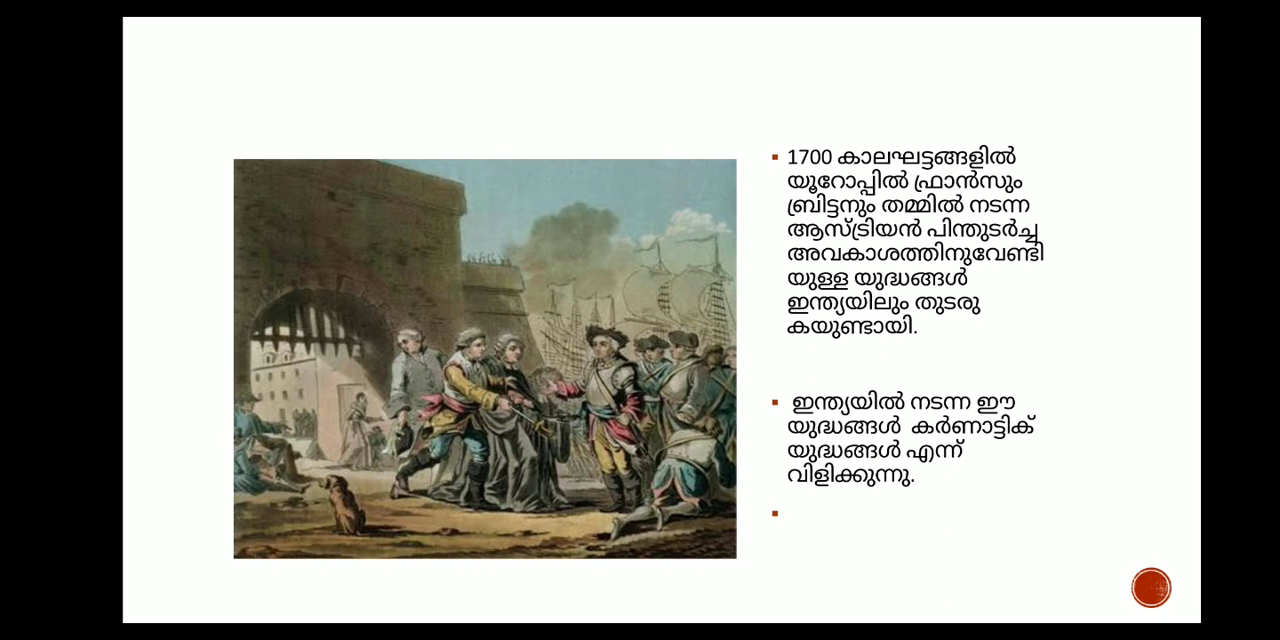 1700 കാലഘട്ടങ്ങളിൽ
യൂറോപ്പിൽ ഫ്രാൻസും
ബ്രിട്ടനും തമ്മിൽ നടന്ന
ആസ്ട്രിയൻ പിന്തുടർച്ച
അവകാശത്തിനുവേണ്ടി
യുള്ള യുദ്ധങ്ങൾ
ഇന്ത്യയിലും തുടരു
കയുണ്ടായി.
ഇന്ത്യയിൽ നടന്ന ഈ
യുദ്ധങ്ങൾ കർണാട്ടിക്
യുദ്ധങ്ങൾ എന്ന്
വിളിക്കുന്നു.